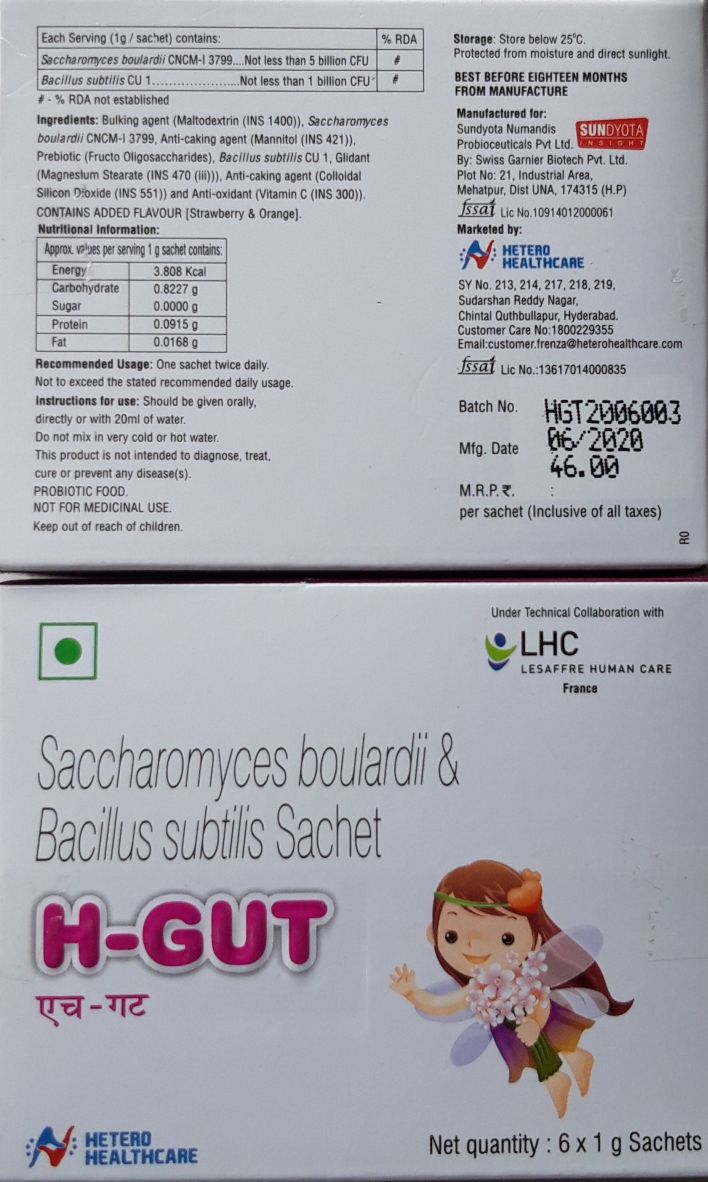 Each Serving (1g / sachet) contains: % RDA
Saccharomyces boulardii CNCM-I 3799....Not less than 5 billion CFU #
Bacillus subtilis CU 1.....................Not less than 1 billion CFU #
# - % RDA not established
Ingredients: Bulking agent (Maltodextrin (INS 1400)), Saccharomyces
boulardii CNCM-I 3799, Anti-caking agent (Mannitol (INS 421)),
Prebiotic (Fructo Oligosaccharides), Bacillus subtilis CU 1, Glidant
(Magnesium Stearate (INS 470 (iii))), Anti-caking agent (Colloidal
Silicon Dioxide (INS 551)) and Anti-oxidant (Vitamin C (INS 300)).
CONTAINS ADDED FLAVOUR [Strawberry & Orange].
Nutritional Information:
Approx. values per serving 1 g sachet contains:
Energy 3.808 Kcal
Carbohydrate 0.8227 g
Sugar 0.0000 g
Protein 0.0915 g
Fat 0.0168 g
Recommended Usage: One sachet twice daily.
Not to exceed the stated recommended daily usage.
Instructions for use: Should be given orally,
directly or with 20ml of water.
Do not mix in very cold or hot water.
This product is not intended to diagnose, treat,
cure or prevent any disease(s).
PROBIOTIC FOOD.
NOT FOR MEDICINAL USE.
Keep out of reach of children.
Storage: Store below 25°C.
Protected from moisture and direct sunlight.
BEST BEFORE EIGHTEEN MONTHS
FROM MANUFACTURE
Manufactured for:
Sundyota Numandis
Probioceuticals Pvt Ltd.
SUNDYOTA
INSIGHT
By: Swiss Garnier Biotech Pvt. Ltd.
Plot No: 21, Industrial Area,
Mehatpur, Dist UNA, 174315 (H.P)
fssai Lic No.10914012000061
Marketed by:
HETERO
HEALTHCARE
SY No. 213, 214, 217, 218, 219,
Sudarshan Reddy Nagar,
Chintal Quthbullapur, Hyderabad.
Customer Care No:1800229355
Email:customer.frenza@heterohealthcare.com
fssai Lic No.:13617014000835
Batch No. HGT2006003
Mfg. Date 06/2020
46.00
M.R.P.₹. :
per sachet (Inclusive of all taxes)
R0
Under Technical Collaboration with
LHC
LESAFFRE HUMAN CARE
France
Saccharomyces boulardii &
Bacillus subtilis Sachet
H-GUT
एच-गट
HETERO
HEALTHCARE
Net quantity : 6 x 1 g Sachets